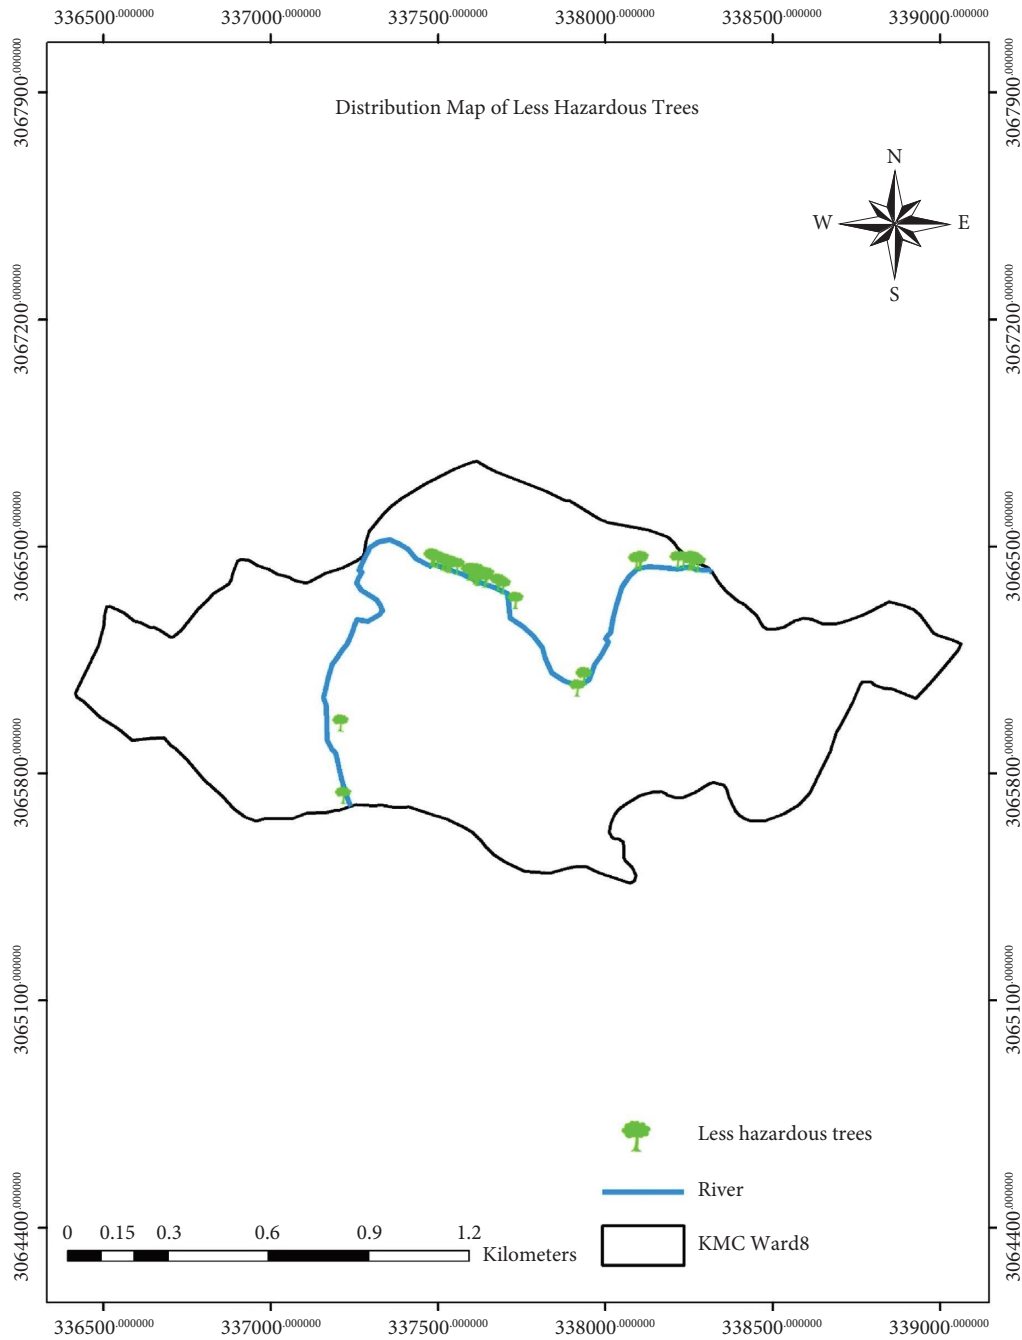 336500.000000 337000.000000 337500.000000 338000.000000 338500.000000 339000.000000
Distribution Map of Less Hazardous Trees
N
W E
S
3067900.000000 3067900.000000
3067200.000000 3067200.000000
3066500.000000 3066500.000000
3065800.000000 3065800.000000
3065100.000000 3065100.000000
3064400.000000 3064400.000000
Less hazardous trees
River
KMC Ward8
0 0.15 0.3 0.6 0.9 1.2
Kilometers
336500.000000 337000.000000 337500.000000 338000.000000 338500.000000 339000.000000